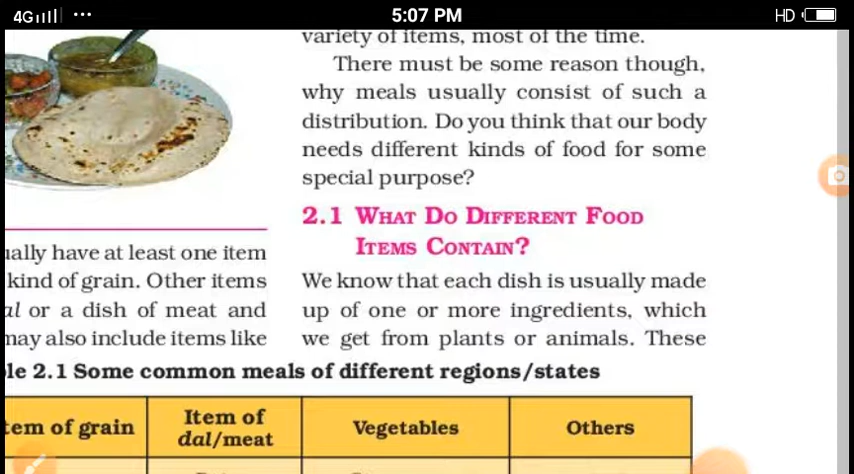 4G 5:07 PM HD
variety of items, most of the time.
There must be some reason though,
why meals usually consist of such a
distribution. Do you think that our body
needs different kinds of food for some
special purpose?
2.1 WHAT DO DIFFERENT FOOD
ITEMS CONTAIN?
ually have at least one item
kind of grain. Other items
al or a dish of meat and
may also include items like
We know that each dish is usually made
up of one or more ingredients, which
we get from plants or animals. These
le 2.1 Some common meals of different regions/states
tem of grain
Item of
dal/meat
Vegetables
Others